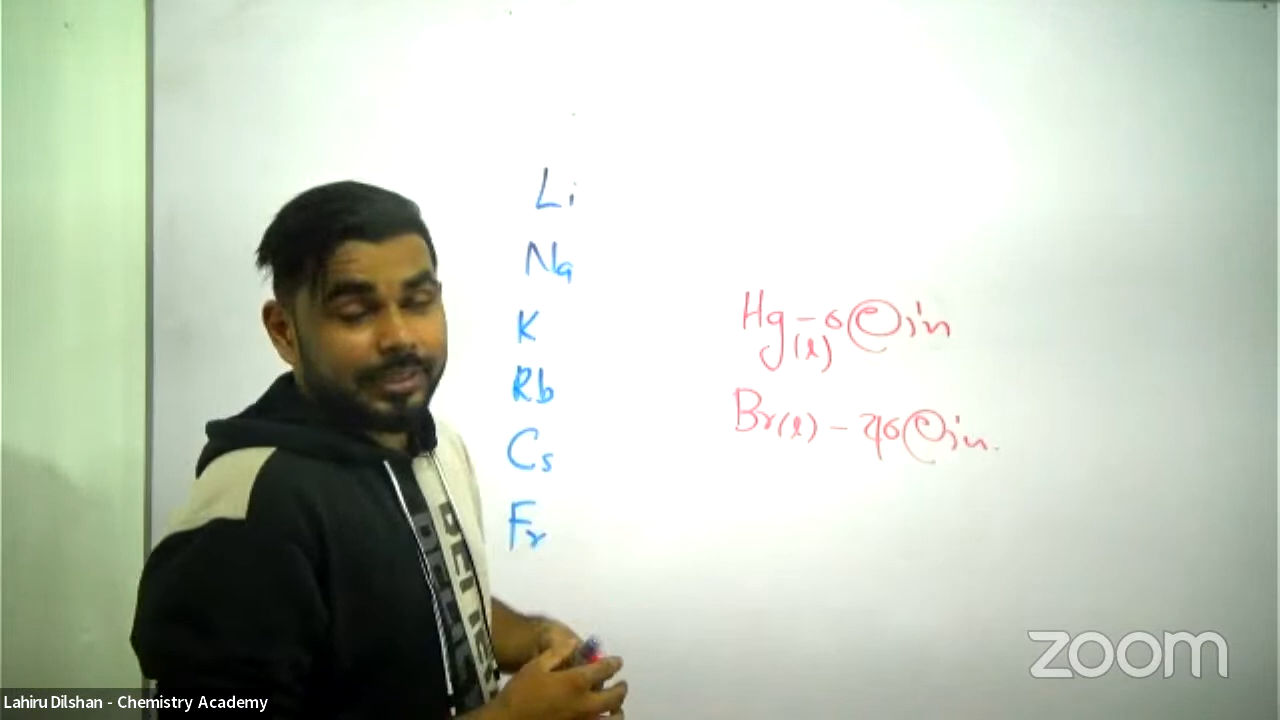 Li
Na
K
Rb
Cs
Fr
Hg(l) - ලෝහ
Br(l) - අලෝහ.
zoom
Lahiru Dilshan - Chemistry Academy